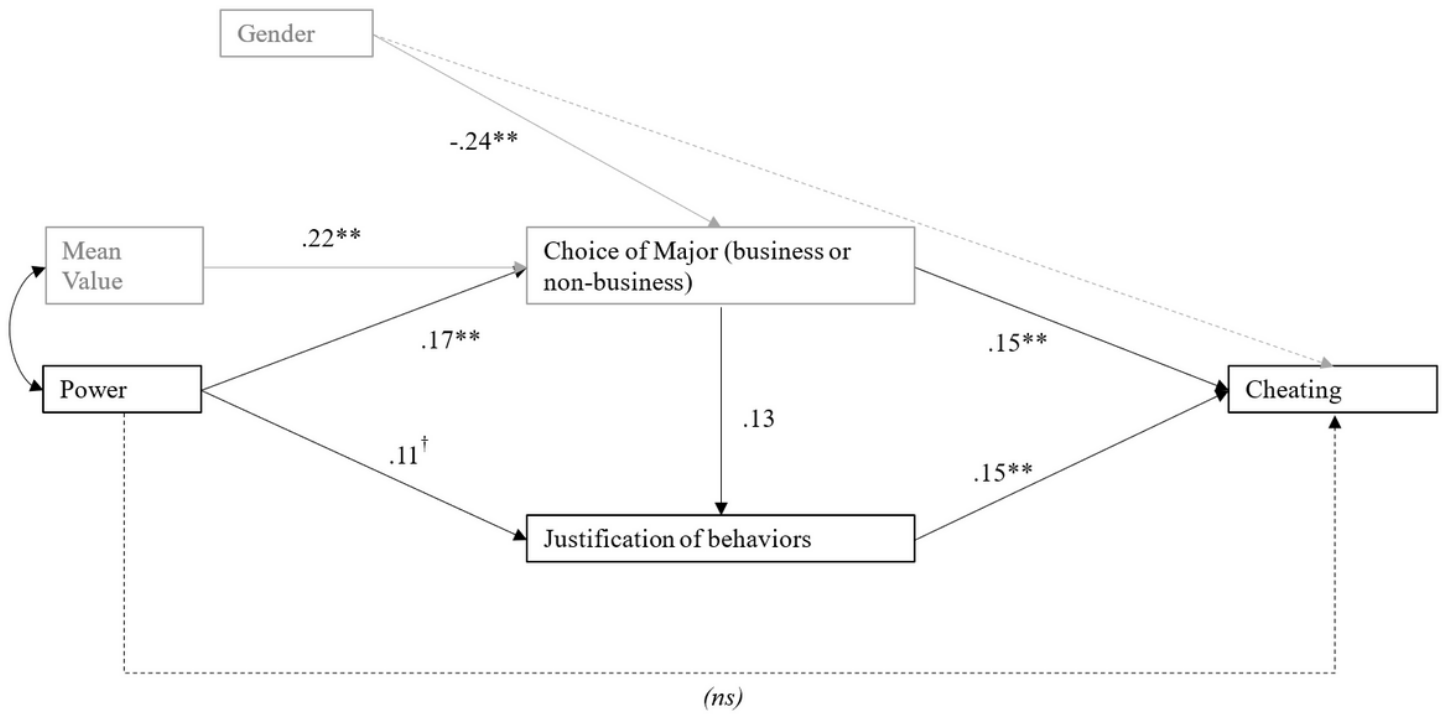 Gender
-.24**
Mean
Value
.22**
Choice of Major (business or
non-business)
.17**
.15**
Power
Cheating
.13
.11†
.15**
Justification of behaviors
(ns)